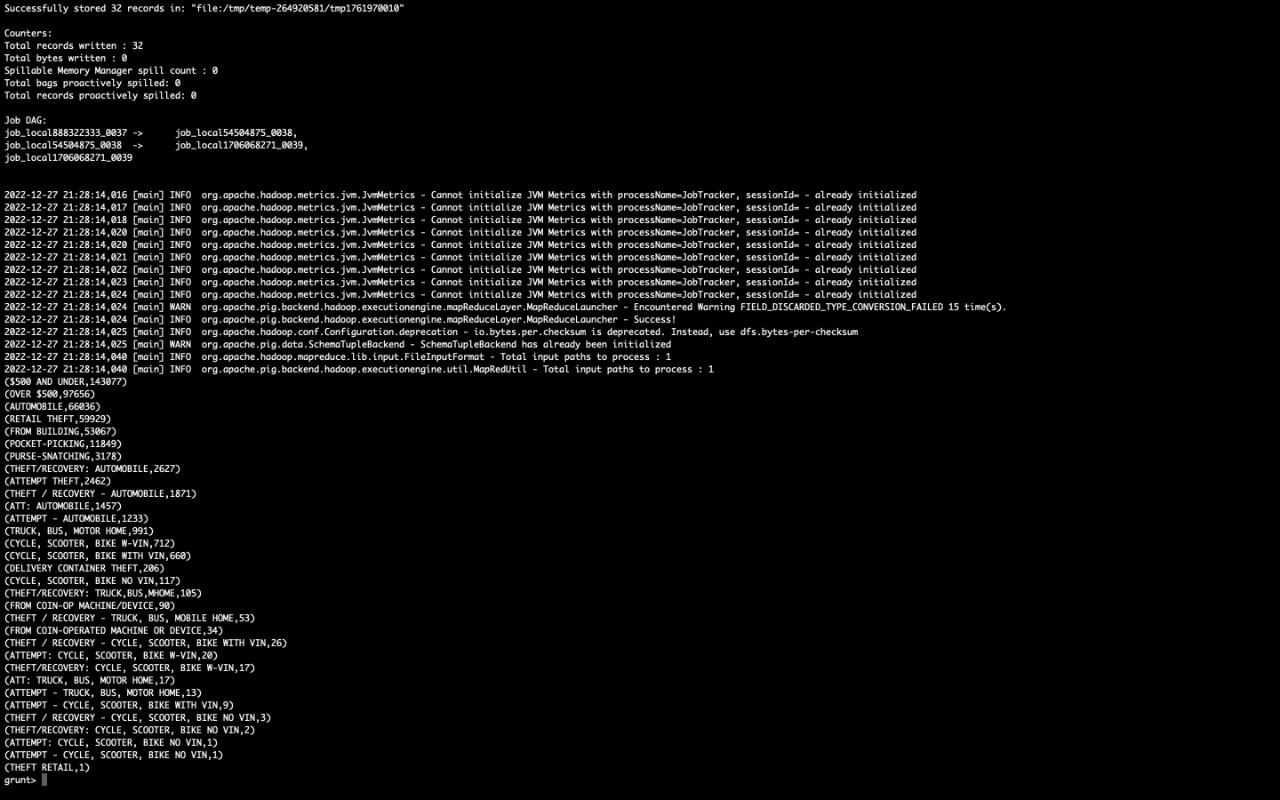 Successfully stored 32 records in: "file:/tmp/temp-264920581/tmp1761970010"
Counters:
Total records written : 32
Total bytes written : 0
Spillable Memory Manager spill count : 0
Total bags proactively spilled: 0
Total records proactively spilled: 0
Job DAG:
job_local888322333_0037 -> job_local54504875_0038,
job_local54504875_0038 -> job_local1706068271_0039,
job_local1706068271_0039
2022-12-27 21:28:14,016 [main] INFO org.apache.hadoop.metrics.jvm.JvmMetrics - Cannot initialize JVM Metrics with processName=JobTracker, sessionId= - already initialized
2022-12-27 21:28:14,017 [main] INFO org.apache.hadoop.metrics.jvm.JvmMetrics - Cannot initialize JVM Metrics with processName=JobTracker, sessionId= - already initialized
2022-12-27 21:28:14,018 [main] INFO org.apache.hadoop.metrics.jvm.JvmMetrics - Cannot initialize JVM Metrics with processName=JobTracker, sessionId= - already initialized
2022-12-27 21:28:14,020 [main] INFO org.apache.hadoop.metrics.jvm.JvmMetrics - Cannot initialize JVM Metrics with processName=JobTracker, sessionId= - already initialized
2022-12-27 21:28:14,020 [main] INFO org.apache.hadoop.metrics.jvm.JvmMetrics - Cannot initialize JVM Metrics with processName=JobTracker, sessionId= - already initialized
2022-12-27 21:28:14,021 [main] INFO org.apache.hadoop.metrics.jvm.JvmMetrics - Cannot initialize JVM Metrics with processName=JobTracker, sessionId= - already initialized
2022-12-27 21:28:14,022 [main] INFO org.apache.hadoop.metrics.jvm.JvmMetrics - Cannot initialize JVM Metrics with processName=JobTracker, sessionId= - already initialized
2022-12-27 21:28:14,023 [main] INFO org.apache.hadoop.metrics.jvm.JvmMetrics - Cannot initialize JVM Metrics with processName=JobTracker, sessionId= - already initialized
2022-12-27 21:28:14,024 [main] INFO org.apache.hadoop.metrics.jvm.JvmMetrics - Cannot initialize JVM Metrics with processName=JobTracker, sessionId= - already initialized
2022-12-27 21:28:14,024 [main] WARN org.apache.pig.backend.hadoop.executionengine.mapReduceLayer.MapReduceLauncher - Encountered Warning FIELD_DISCARDED_TYPE_CONVERSION_FAILED 15 time(s).
2022-12-27 21:28:14,024 [main] INFO org.apache.pig.backend.hadoop.executionengine.mapReduceLayer.MapReduceLauncher - Success!
2022-12-27 21:28:14,025 [main] INFO org.apache.hadoop.conf.Configuration.deprecation - io.bytes.per.checksum is deprecated. Instead, use dfs.bytes-per-checksum
2022-12-27 21:28:14,025 [main] WARN org.apache.pig.data.SchemaTupleBackend - SchemaTupleBackend has already been initialized
2022-12-27 21:28:14,040 [main] INFO org.apache.hadoop.mapreduce.lib.input.FileInputFormat - Total input paths to process : 1
2022-12-27 21:28:14,040 [main] INFO org.apache.pig.backend.hadoop.executionengine.util.MapRedUtil - Total input paths to process : 1
($500 AND UNDER,143077)
(OVER $500,97656)
(AUTOMOBILE,66036)
(RETAIL THEFT,59929)
(FROM BUILDING,53067)
(POCKET-PICKING,11849)
(PURSE-SNATCHING,3178)
(THEFT/RECOVERY: AUTOMOBILE,2627)
(ATTEMPT THEFT,2462)
(THEFT / RECOVERY - AUTOMOBILE,1871)
(ATT: AUTOMOBILE,1457)
(ATTEMPT - AUTOMOBILE,1233)
(TRUCK, BUS, MOTOR HOME,991)
(CYCLE, SCOOTER, BIKE W-VIN,712)
(CYCLE, SCOOTER, BIKE WITH VIN,660)
(DELIVERY CONTAINER THEFT,206)
(CYCLE, SCOOTER, BIKE NO VIN,117)
(THEFT/RECOVERY: TRUCK,BUS,MHOME,105)
(FROM COIN-OP MACHINE/DEVICE,90)
(THEFT / RECOVERY - TRUCK, BUS, MOBILE HOME,53)
(FROM COIN-OPERATED MACHINE OR DEVICE,34)
(THEFT / RECOVERY - CYCLE, SCOOTER, BIKE WITH VIN,26)
(ATTEMPT: CYCLE, SCOOTER, BIKE W-VIN,20)
(THEFT/RECOVERY: CYCLE, SCOOTER, BIKE W-VIN,17)
(ATT: TRUCK, BUS, MOTOR HOME,17)
(ATTEMPT - TRUCK, BUS, MOTOR HOME,13)
(ATTEMPT - CYCLE, SCOOTER, BIKE WITH VIN,9)
(THEFT / RECOVERY - CYCLE, SCOOTER, BIKE NO VIN,3)
(THEFT/RECOVERY: CYCLE, SCOOTER, BIKE NO VIN,2)
(ATTEMPT: CYCLE, SCOOTER, BIKE NO VIN,1)
(ATTEMPT - CYCLE, SCOOTER, BIKE NO VIN,1)
(THEFT RETAIL,1)
grunt>